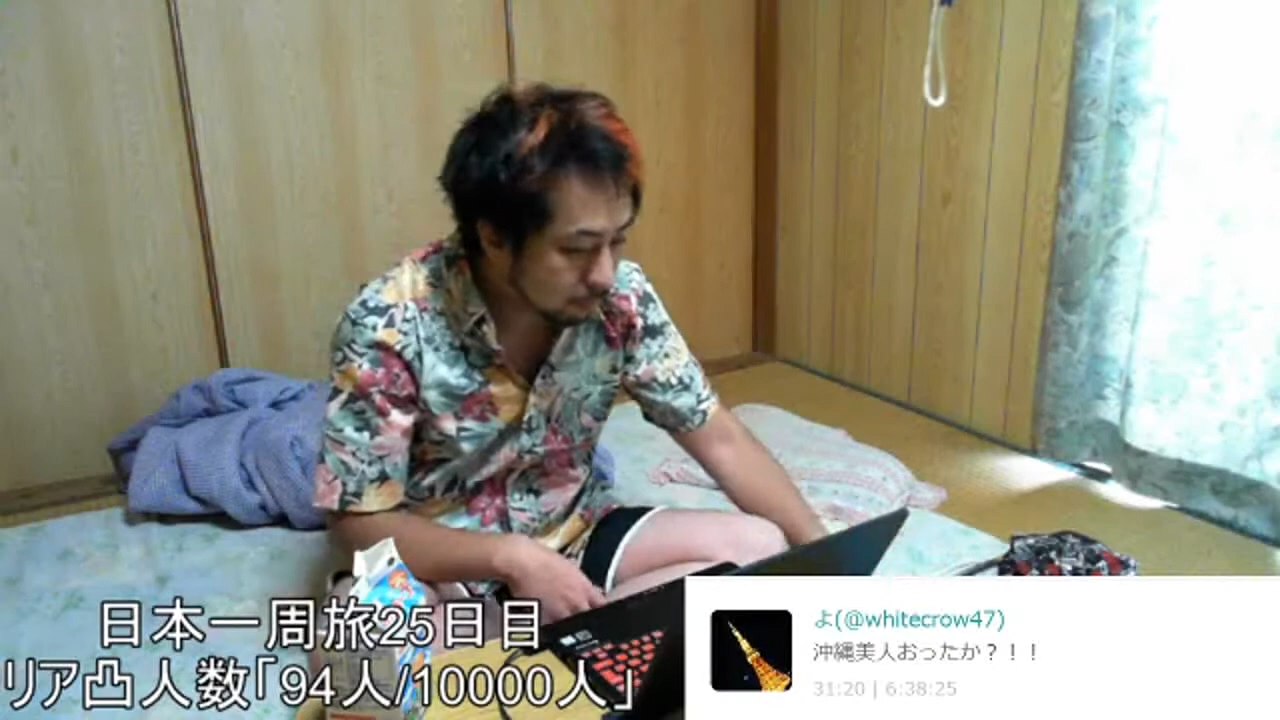 日本一周旅25日目
リア凸人数「94人/10000人」
よ(@whitecrow47)
沖縄美人おったか？！！
31:20 | 6:38:25